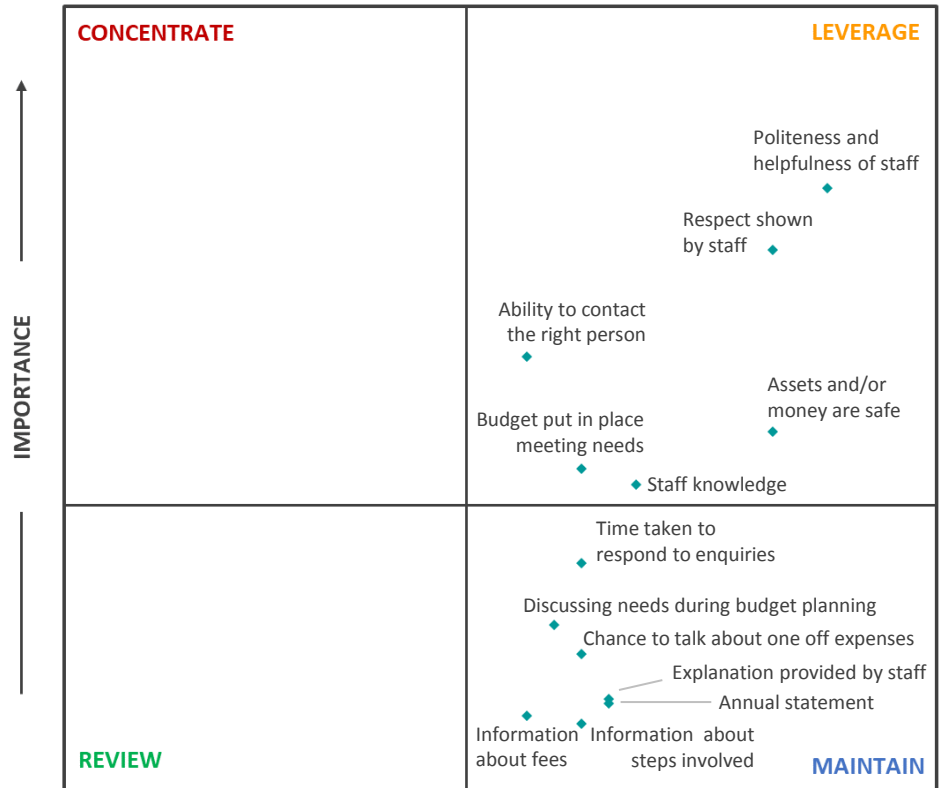 CONCENTRATE
LEVERAGE
Politeness and
helpfulness of staff
Respect shown
by staff
Ability to contact
the right person
IMPORTANCE
Assets and/or
money are safe
Budget put in place
meeting needs
Staff knowledge
Time taken to
respond to enquiries
Discussing needs during budget planning
Chance to talk about one off expenses
Explanation provided by staff
Annual statement
Information
about fees
Information about
steps involved
REVIEW
MAINTAIN